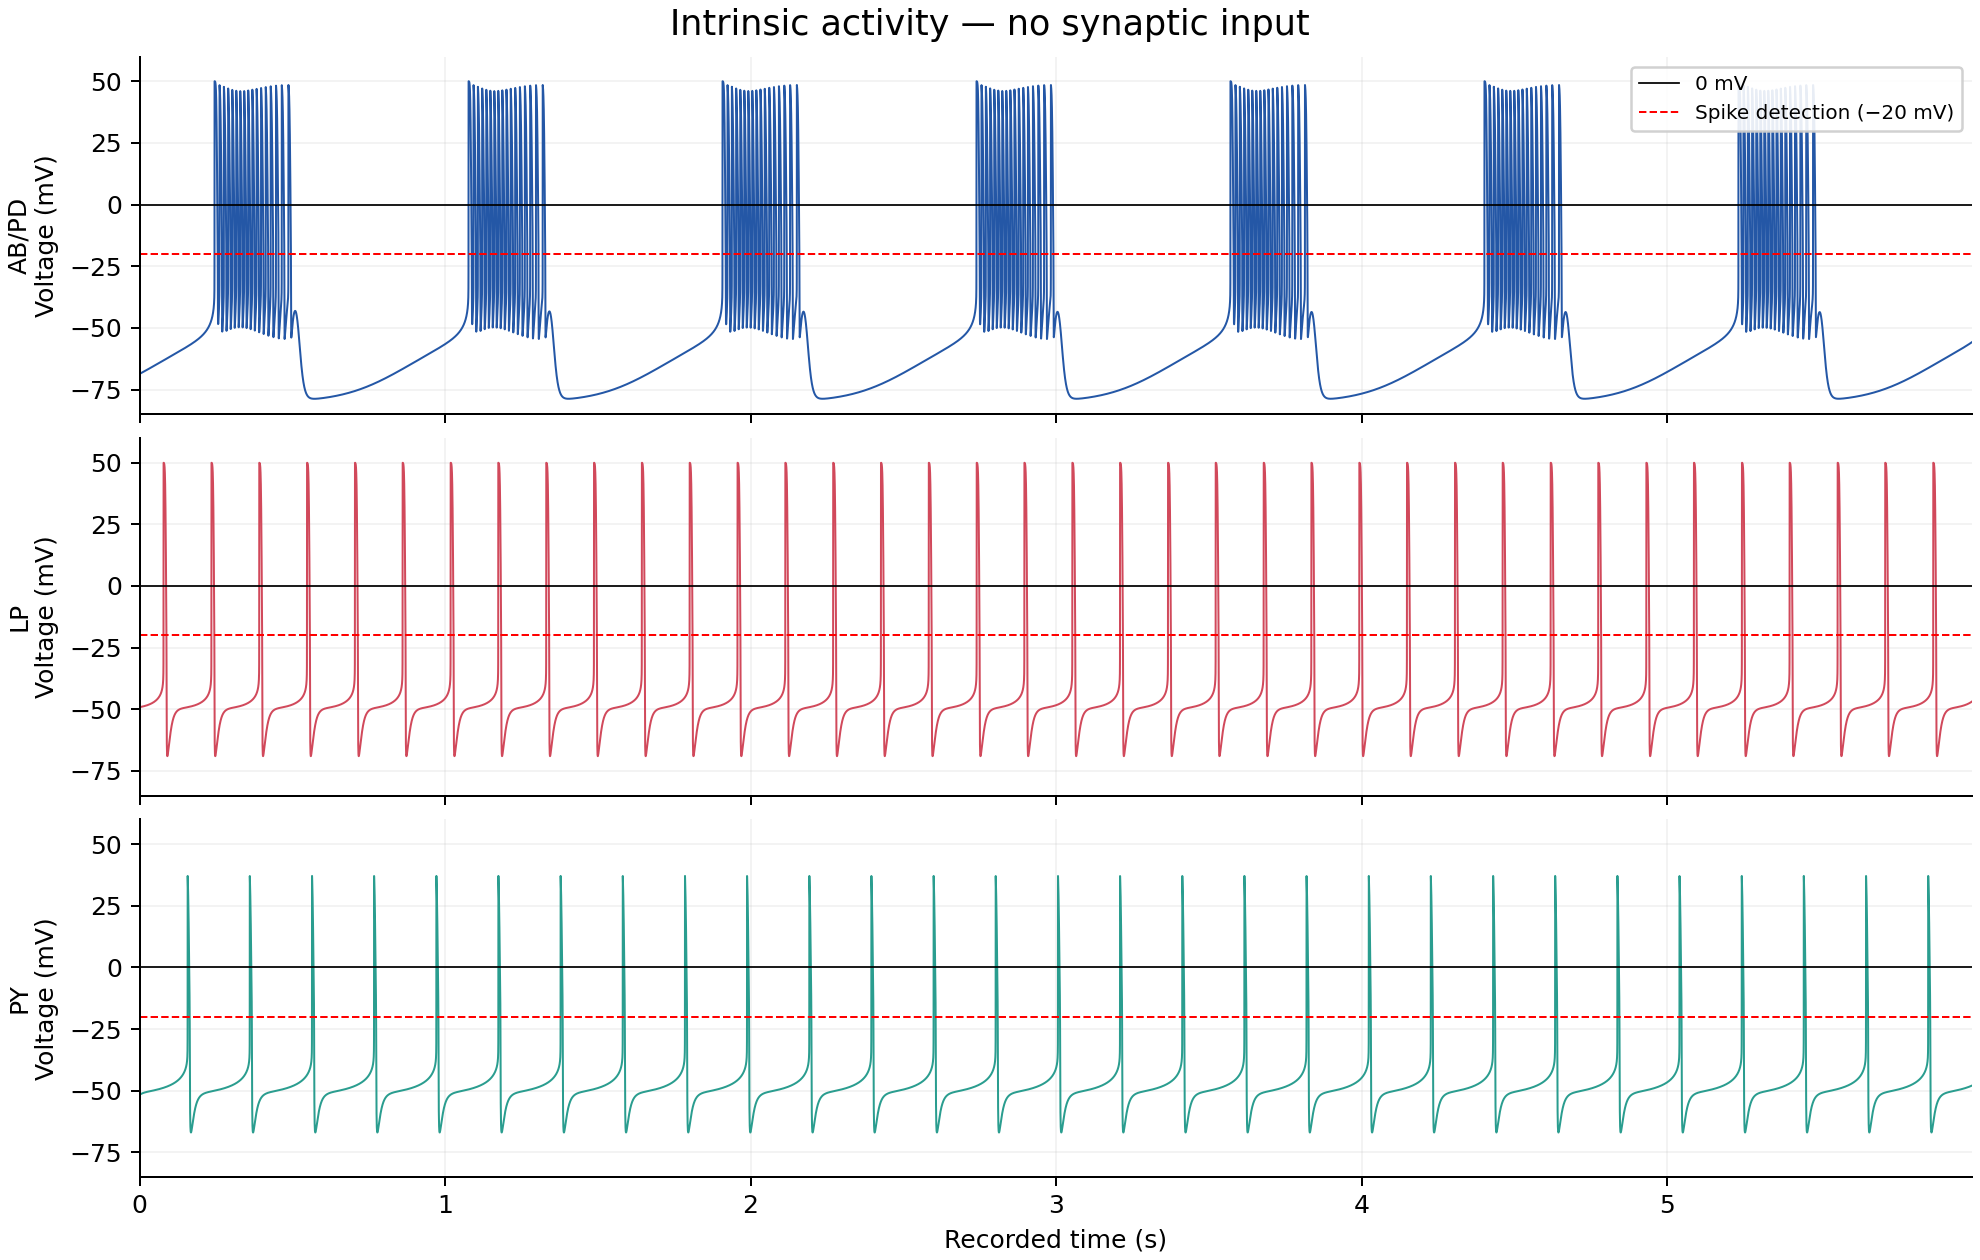 Intrinsic activity — no synaptic input
AB/PD
Voltage (mV)
50
25
0
−25
−50
−75
0 mV
Spike detection (−20 mV)
LP
Voltage (mV)
50
25
0
−25
−50
−75
PY
Voltage (mV)
50
25
0
−25
−50
−75
0 1 2 3 4 5
Recorded time (s)